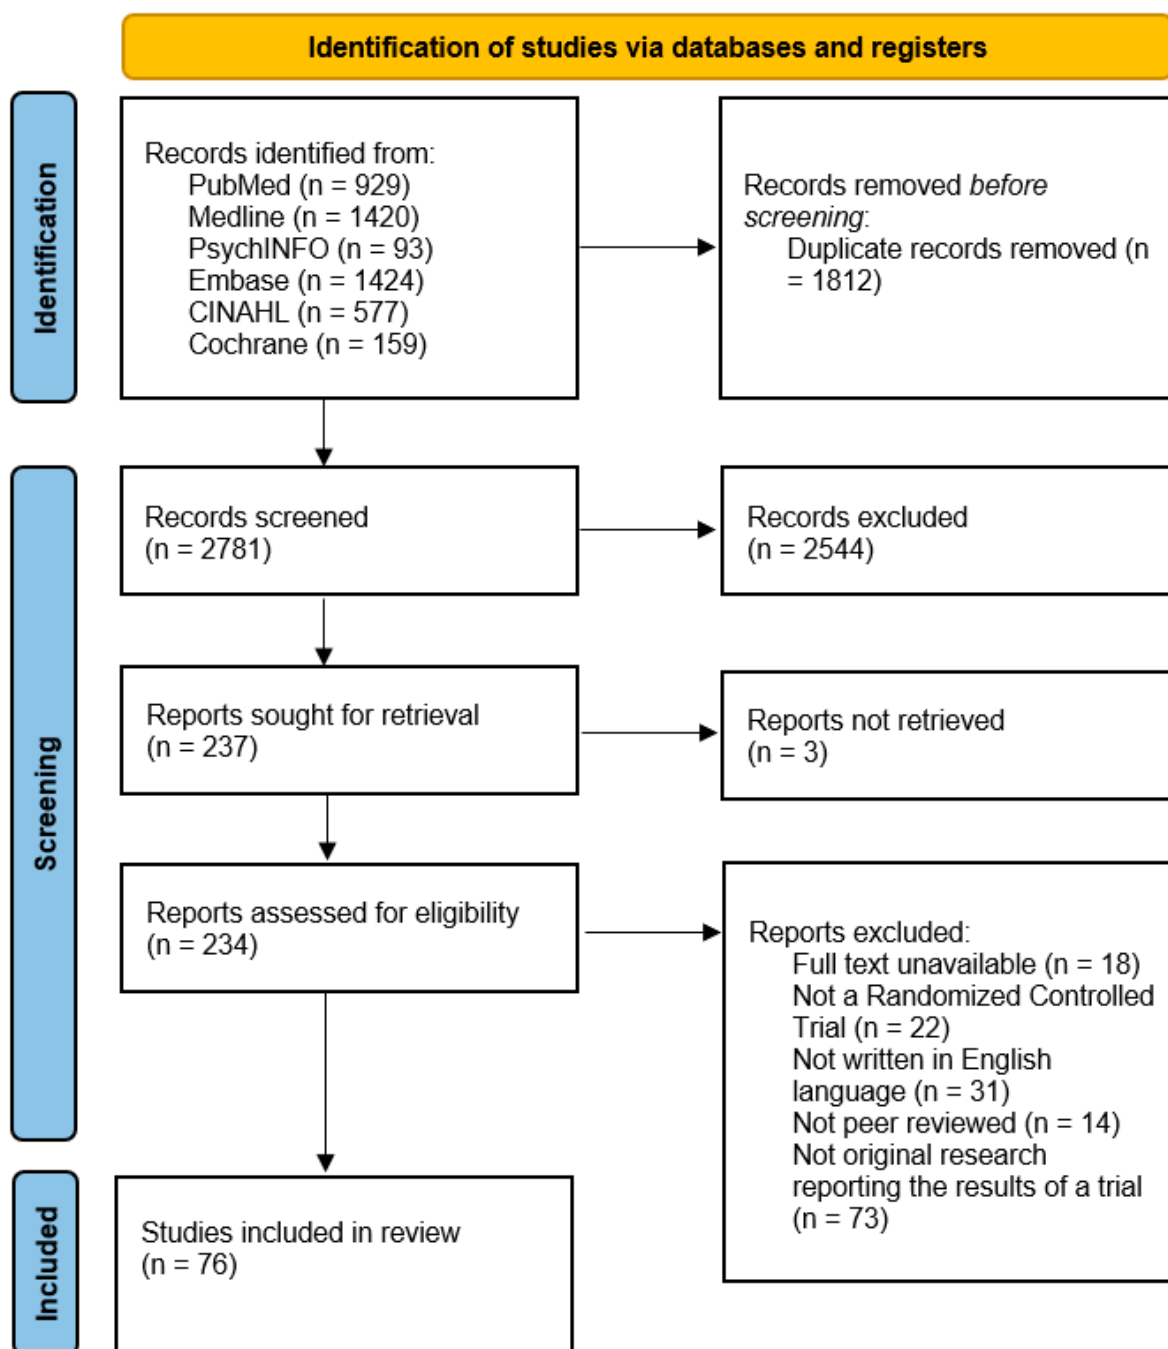 Identification of studies via databases and registers
Identification
Records identified from:
PubMed (n = 929)
Medline (n = 1420)
PsychINFO (n = 93)
Embase (n = 1424)
CINAHL (n = 577)
Cochrane (n = 159)
Records removed before
screening:
Duplicate records removed (n
= 1812)
Screening
Records screened
(n = 2781)
Records excluded
(n = 2544)
Reports sought for retrieval
(n = 237)
Reports not retrieved
(n = 3)
Reports assessed for eligibility
(n = 234)
Reports excluded:
Full text unavailable (n = 18)
Not a Randomized Controlled
Trial (n = 22)
Not written in English
language (n = 31)
Not peer reviewed (n = 14)
Not original research
reporting the results of a trial
(n = 73)
Included
Studies included in review
(n = 76)